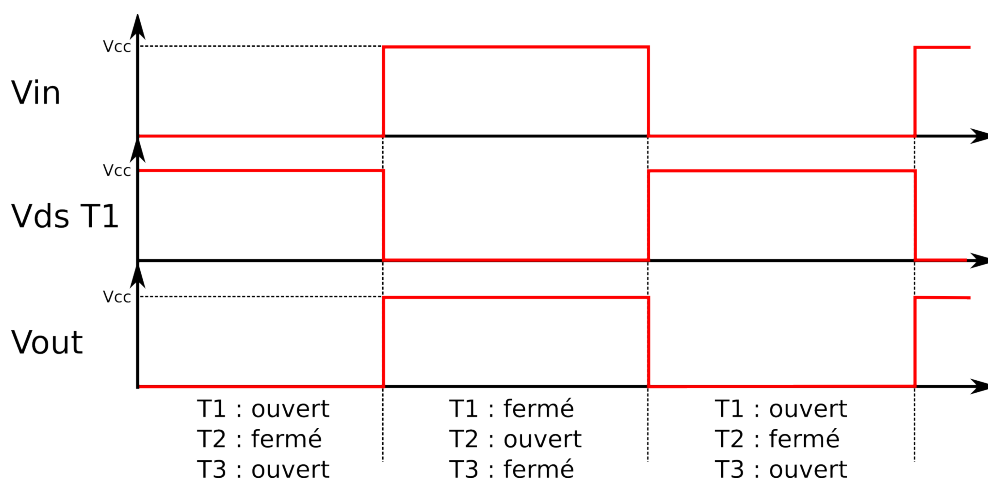 Vcc
Vin
Vcc
Vds T1
Vcc
Vout
T1 : ouvert
T2 : fermé
T3 : ouvert
T1 : fermé
T2 : ouvert
T3 : fermé
T1 : ouvert
T2 : fermé
T3 : ouvert